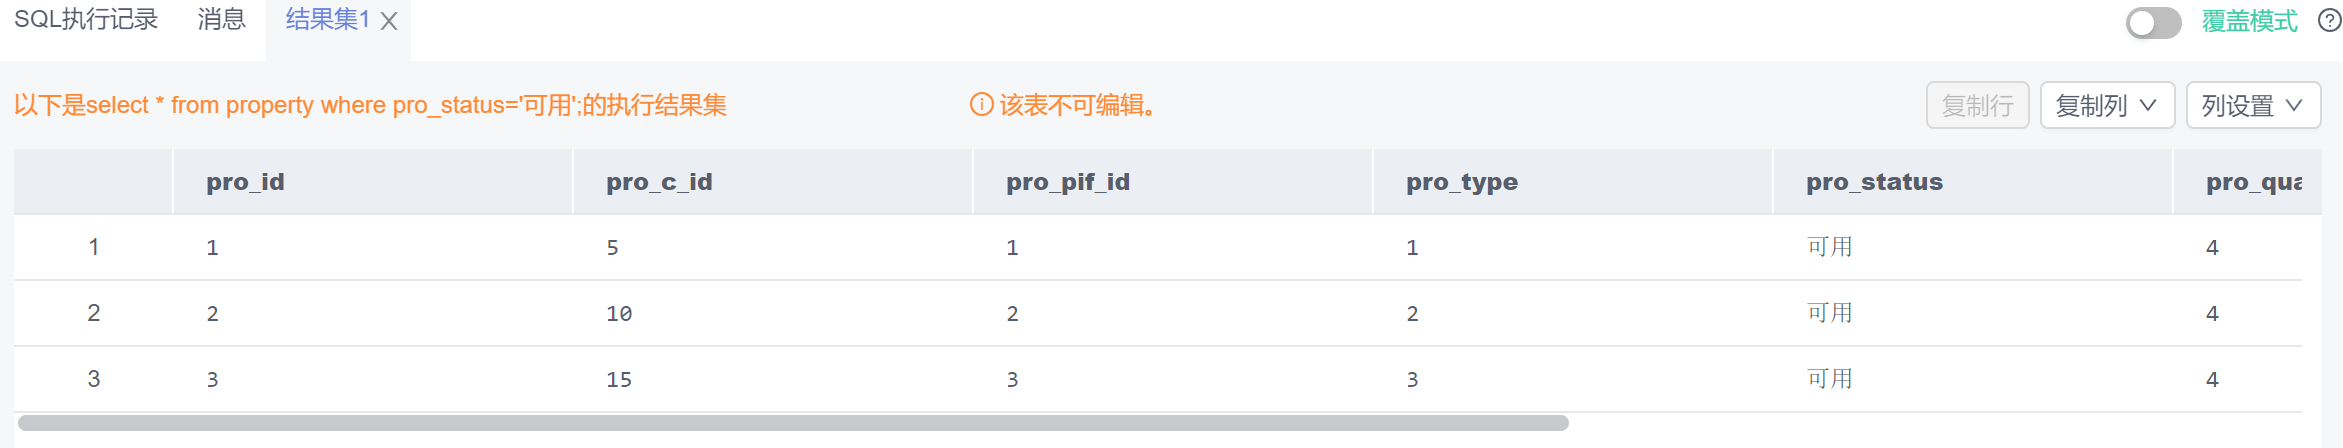 SQL执行记录 消息 结果集1 X 覆盖模式 ?
以下是select * from property where pro_status='可用';的执行结果集 该表不可编辑。 复制行 复制列 列设置
pro_id pro_c_id pro_pif_id pro_type pro_status pro_qua
1 1 5 1 1 可用 4
2 2 10 2 2 可用 4
3 3 15 3 3 可用 4